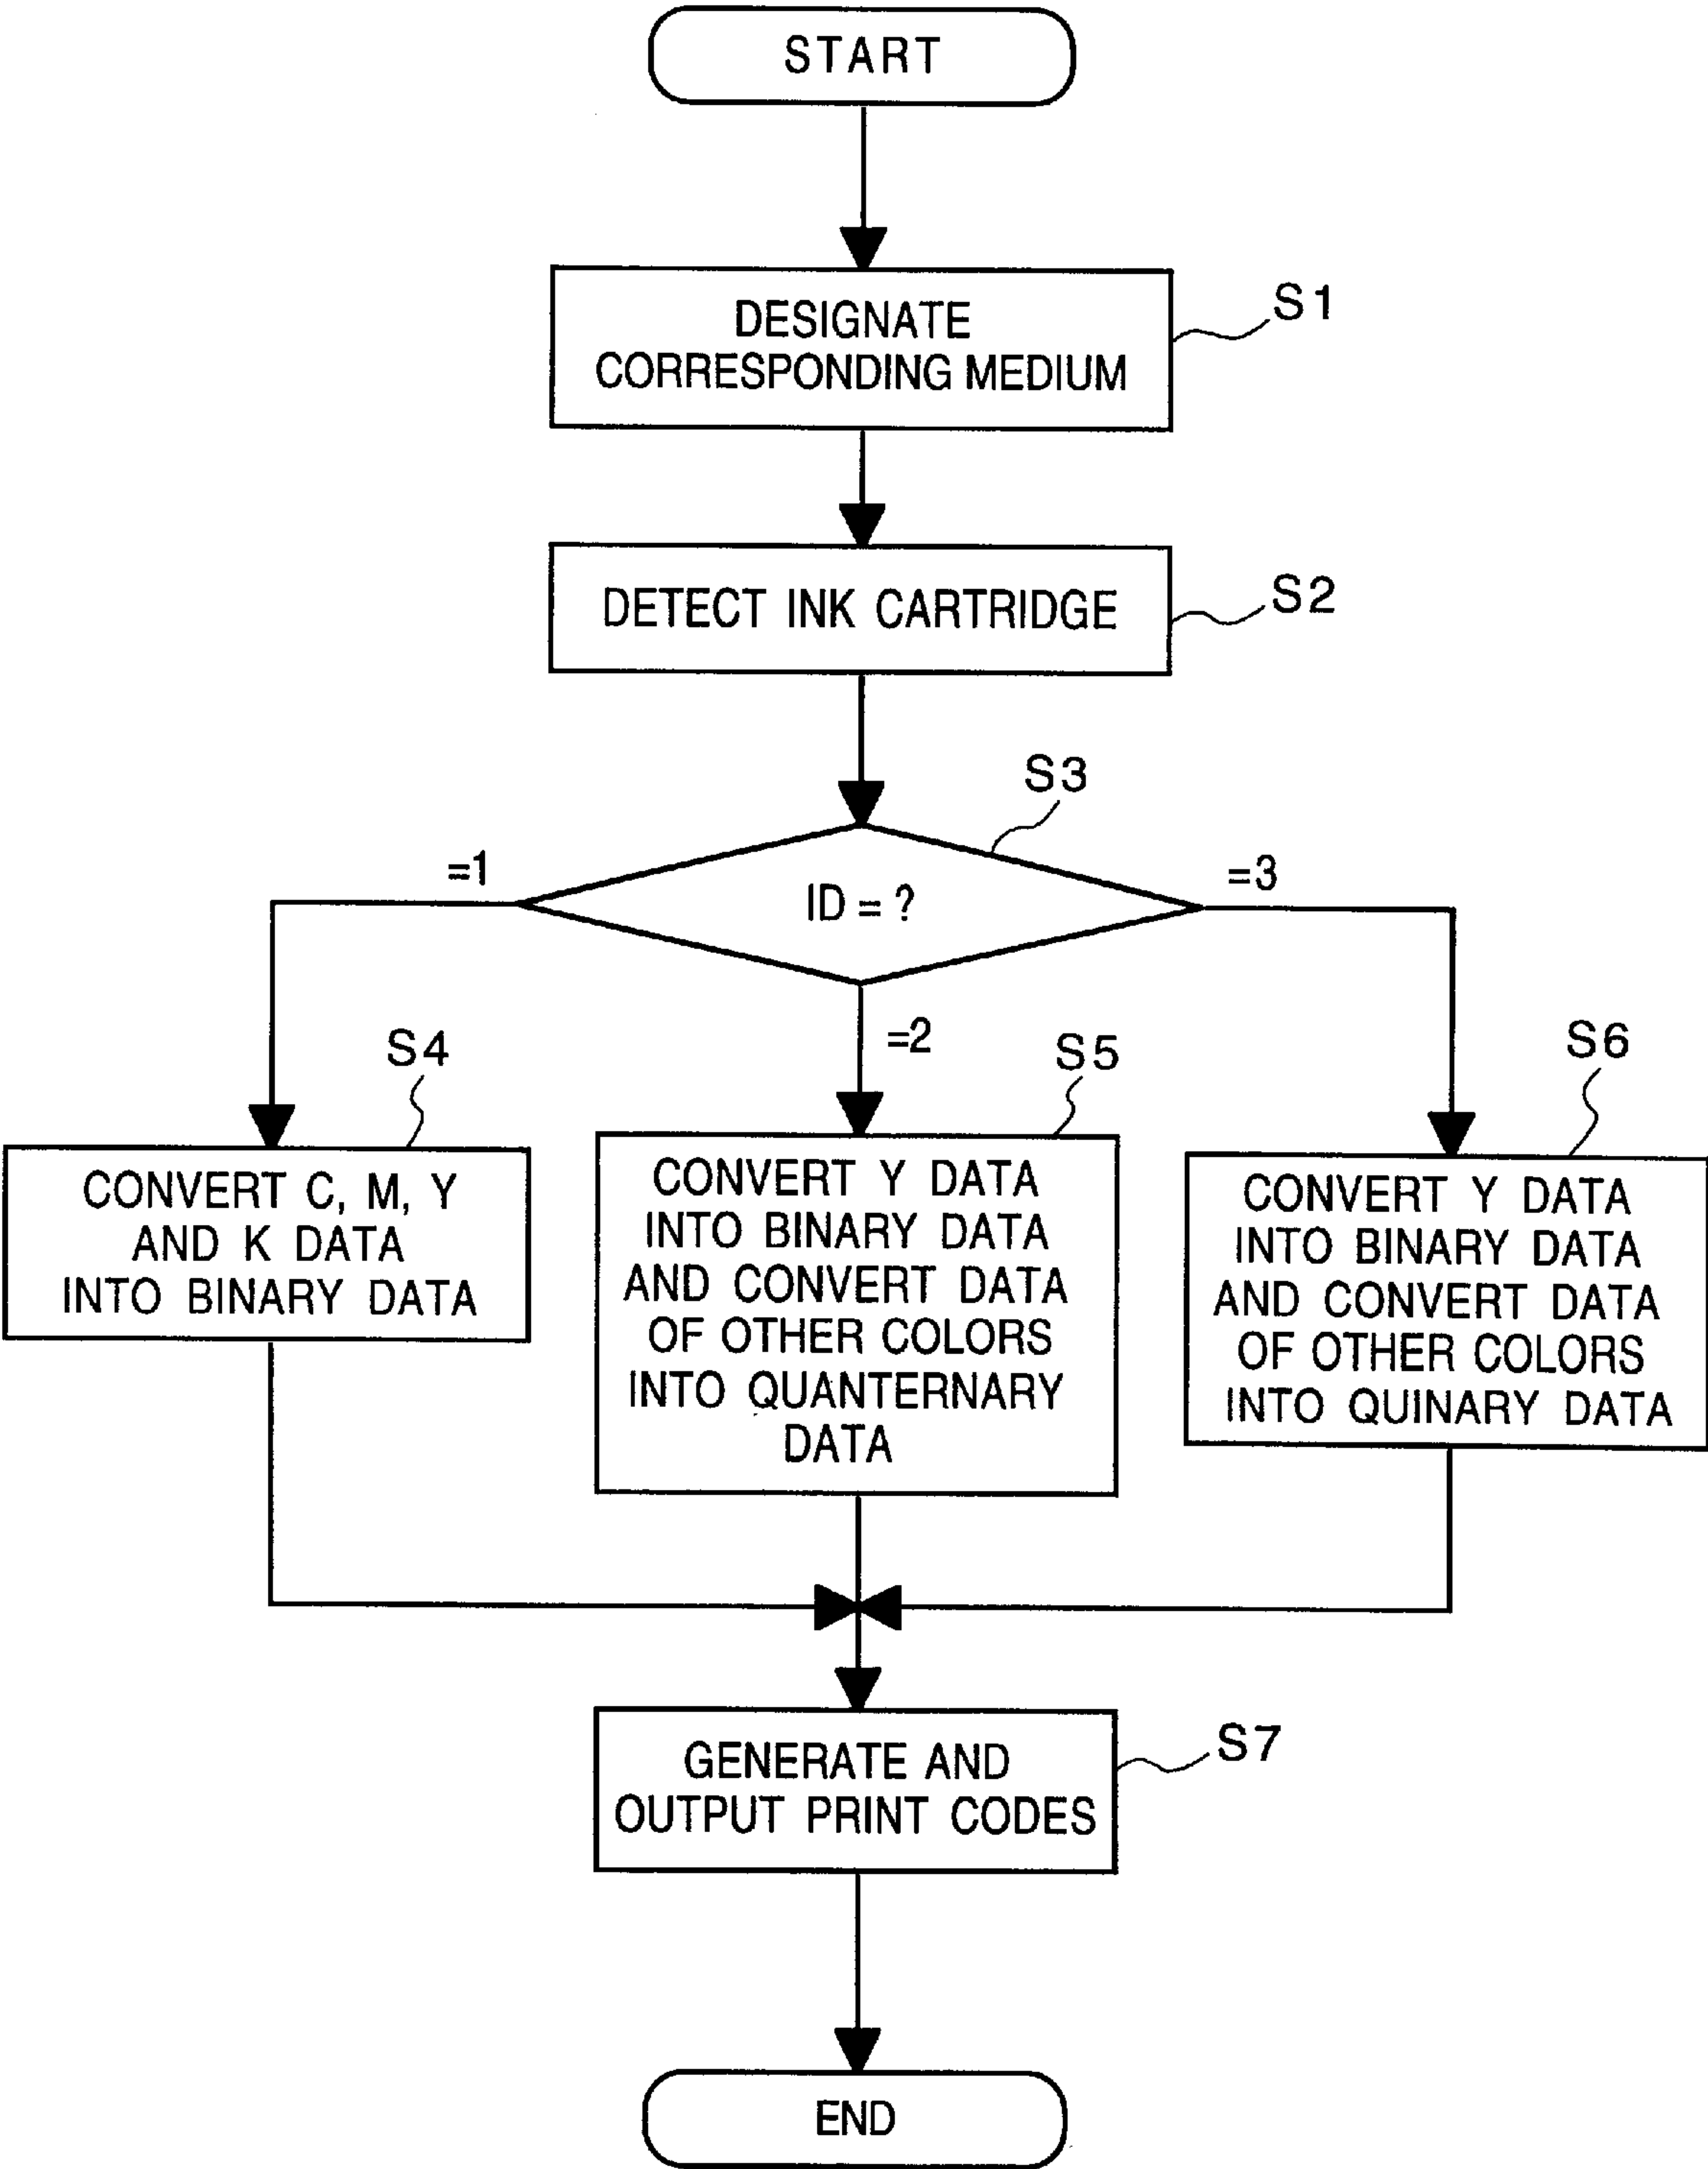 START
DESIGNATE
CORRESPONDING MEDIUM
S1
DETECT INK CARTRIDGE
S2
S3
ID = ?
=1
=2
=3
S4
CONVERT C, M, Y
AND K DATA
INTO BINARY DATA
S5
CONVERT Y DATA
INTO BINARY DATA
AND CONVERT DATA
OF OTHER COLORS
INTO QUANTERNARY
DATA
S6
CONVERT Y DATA
INTO BINARY DATA
AND CONVERT DATA
OF OTHER COLORS
INTO QUINARY DATA
GENERATE AND
OUTPUT PRINT CODES
S7
END